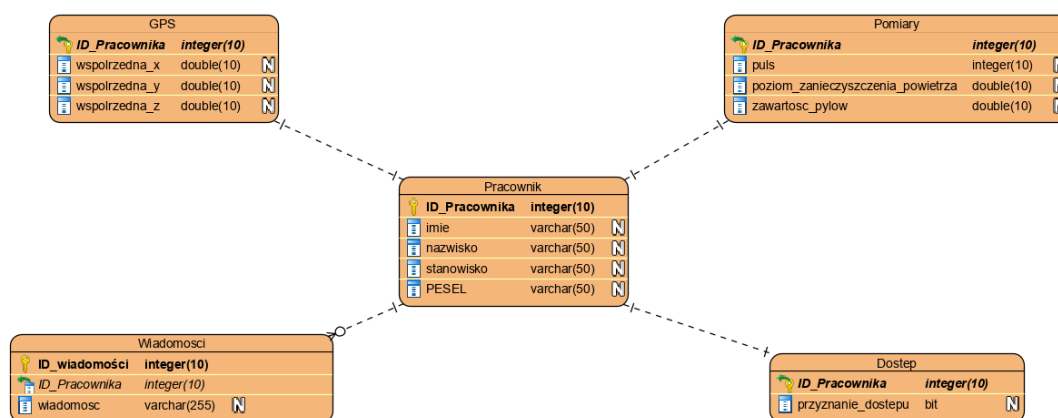 GPS
ID_Pracownika integer(10)
wspolrzedna_x double(10) N
wspolrzedna_y double(10) N
wspolrzedna_z double(10) N
Pomiary
ID_Pracownika integer(10)
puls integer(10) N
poziom_zanieczyszczenia_powietrza double(10) N
zawartosc_pylow double(10) N
Pracownik
ID_Pracownika integer(10)
imie varchar(50) N
nazwisko varchar(50) N
stanowisko varchar(50) N
PESEL varchar(50) N
Wiadomosci
ID_wiadomości integer(10)
ID_Pracownika integer(10)
wiadomosc varchar(255) N
Dostep
ID_Pracownika integer(10)
przyznanie_dostepu bit N